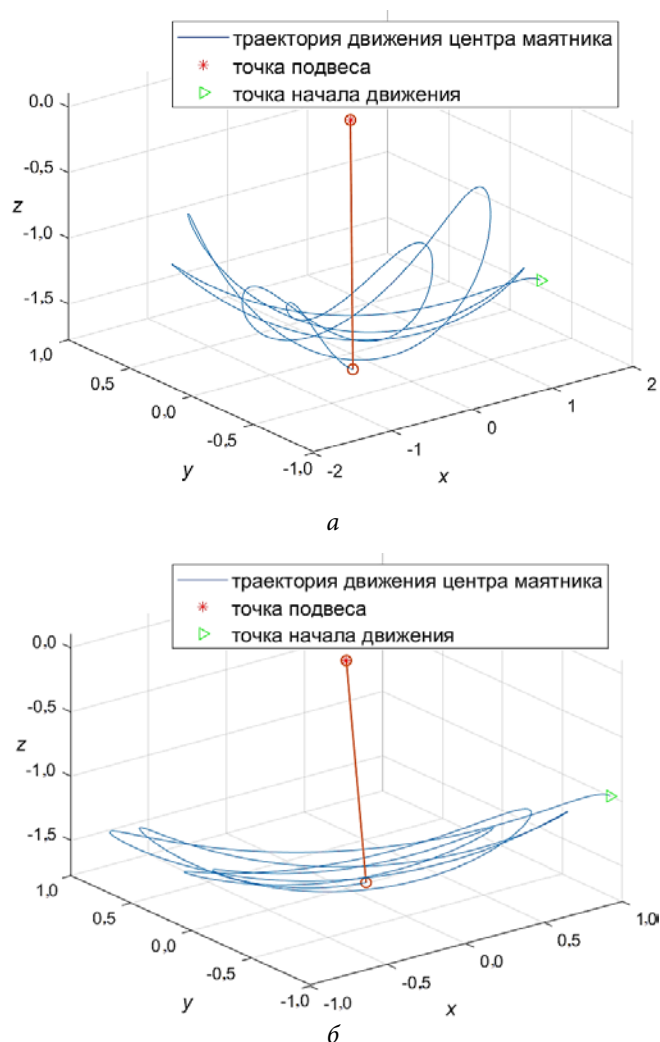 траектория движения центра маятника
точка подвеса
точка начала движения
0,0
-0,5
-1,0
-1,5
z
1,0
0,5
0,0
-0,5
-1,0
y
-2
-1
0
1
2
x
а
траектория движения центра маятника
точка подвеса
точка начала движения
0,0
-0,5
-1,0
-1,5
z
1,0
0,5
0,0
-0,5
-1,0
y
-1,0
-0,5
0,0
0,5
1,0
x
б